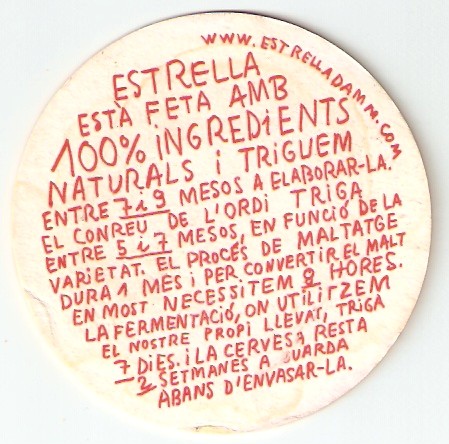 WWW.ESTRELLADAMM.COM
ESTRELLA
ESTÀ FETA AMB
100% INGREDIENTS
NATURALS I TRIGUEM
ENTRE 7 i 9 MESOS A ELABORAR-LA.
EL CONREU DE L'ORDI TRIGA
ENTRE 5 i 7 MESOS, EN FUNCIÓ DE LA
VARIETAT. EL PROCÉS DE MALTATGE
DURA 1 MES I PER CONVERTIR EL MALT
EN MOST NECESSITEM 8 HORES.
LA FERMENTACIÓ, ON UTILITZEM
EL NOSTRE PROPI LLEVAT, TRIGA
7 DIES. I LA CERVESA RESTA
2 SETMANES A GUARDA
ABANS D'ENVASAR-LA.